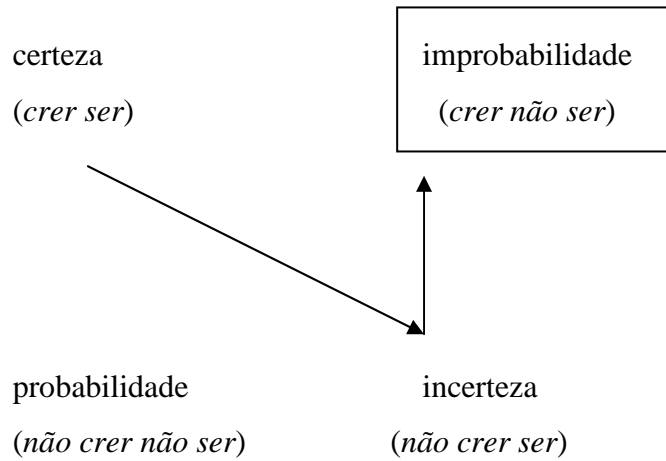 certeza
(crer ser)
improbabilidade
(crer não ser)
probabilidade
(não crer não ser)
incerteza
(não crer ser)